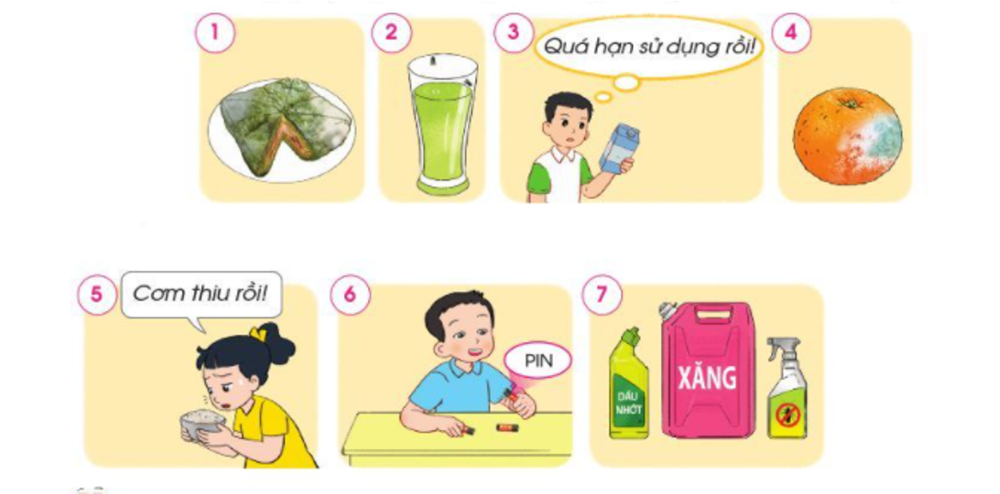 1
2
3
Quá hạn sử dụng rồi!
4
5
Cơm thiu rồi!
6
PIN
7
DẦU
NHỚT
XĂNG